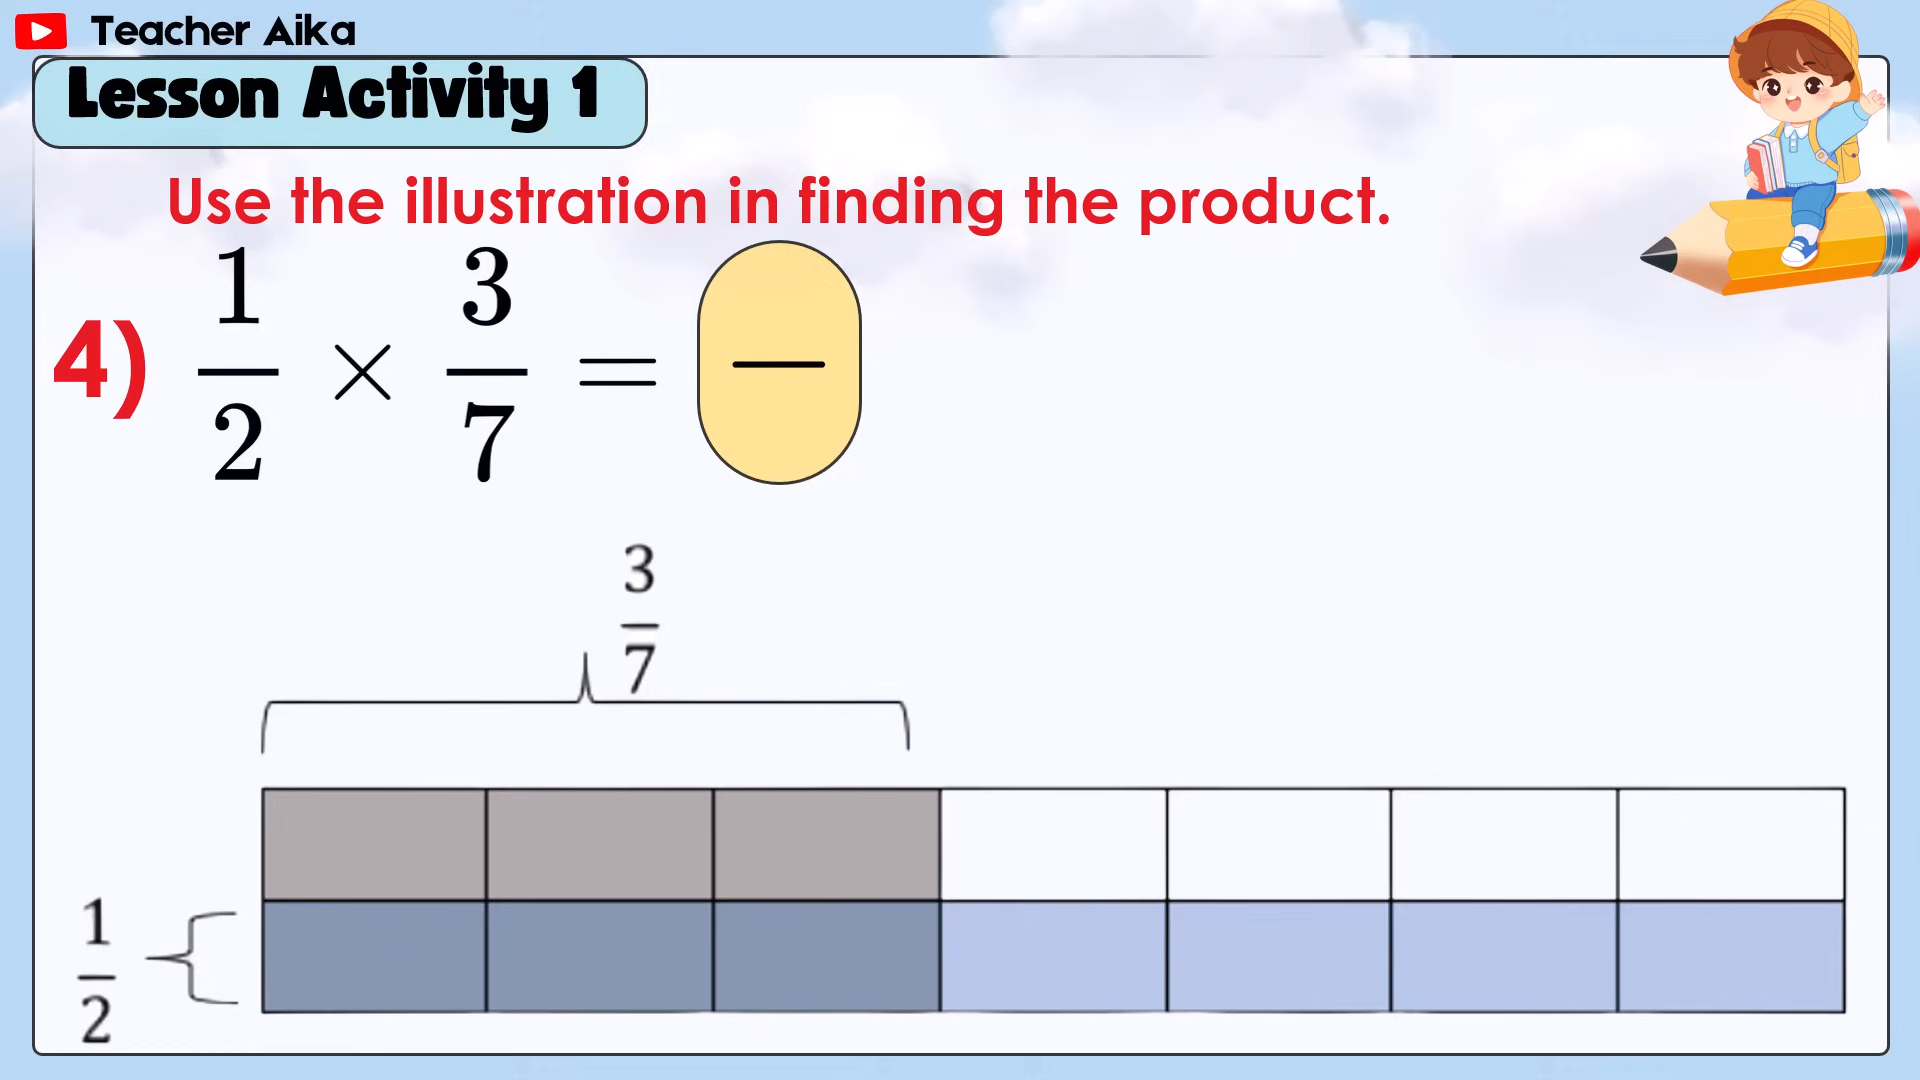 Teacher Aika
Lesson Activity 1
Use the illustration in finding the product.
4) 1/2 × 3/7 = —
3/7
1/2